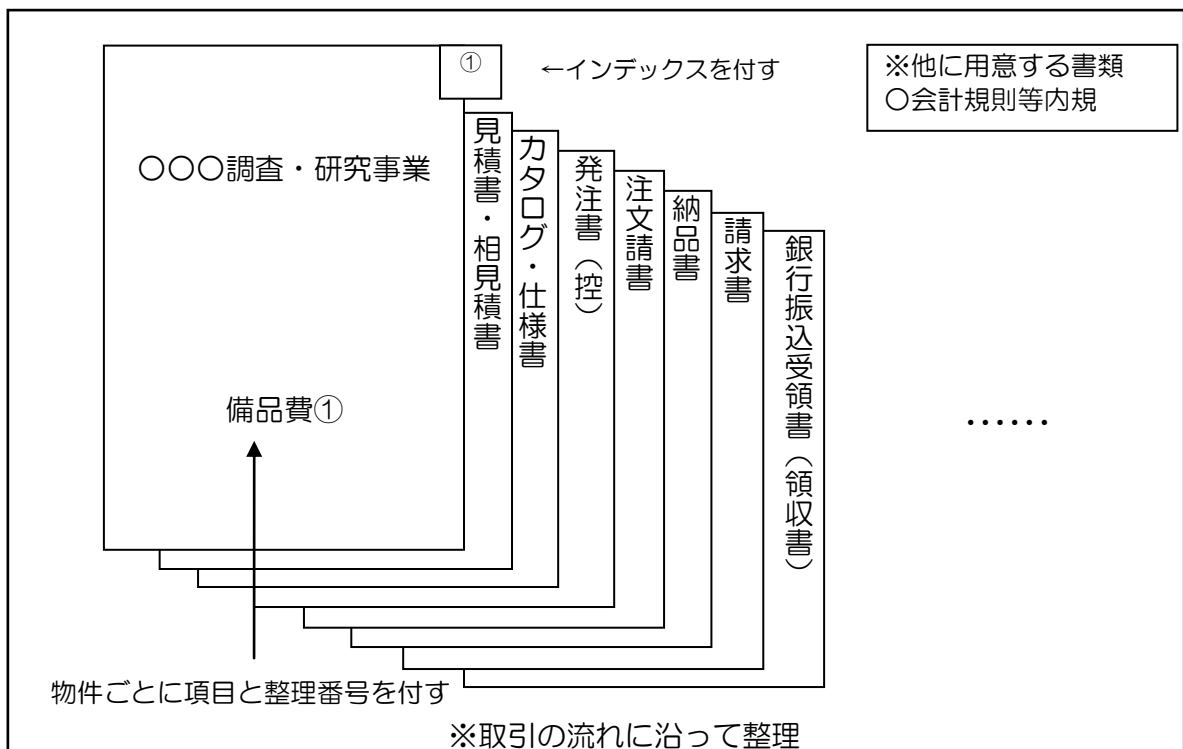 ①
←インデックスを付す
※他に用意する書類
○会計規則等内規
○○○調査・研究事業
備品費①
見積書・相見積書
カタログ・仕様書
発注書（控）
注文請書
納品書
請求書
銀行振込受領書（領収書）
……
物件ごとに項目と整理番号を付す
※取引の流れに沿って整理